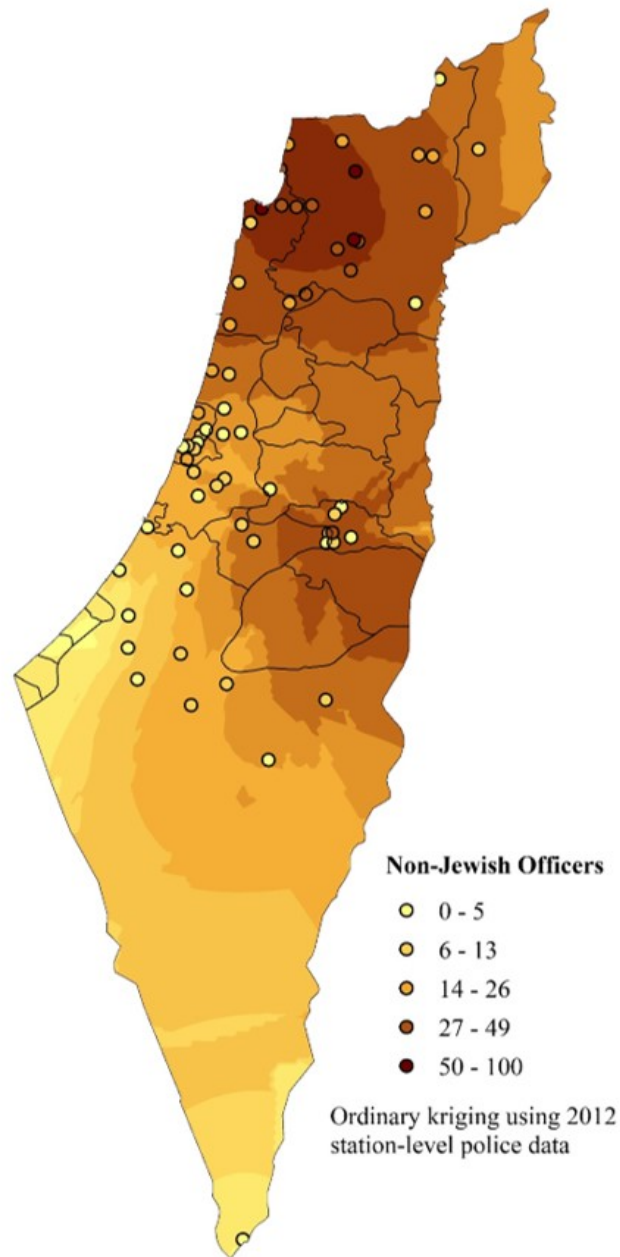 Non-Jewish Officers
0 - 5
6 - 13
14 - 26
27 - 49
50 - 100
Ordinary kriging using 2012
station-level police data